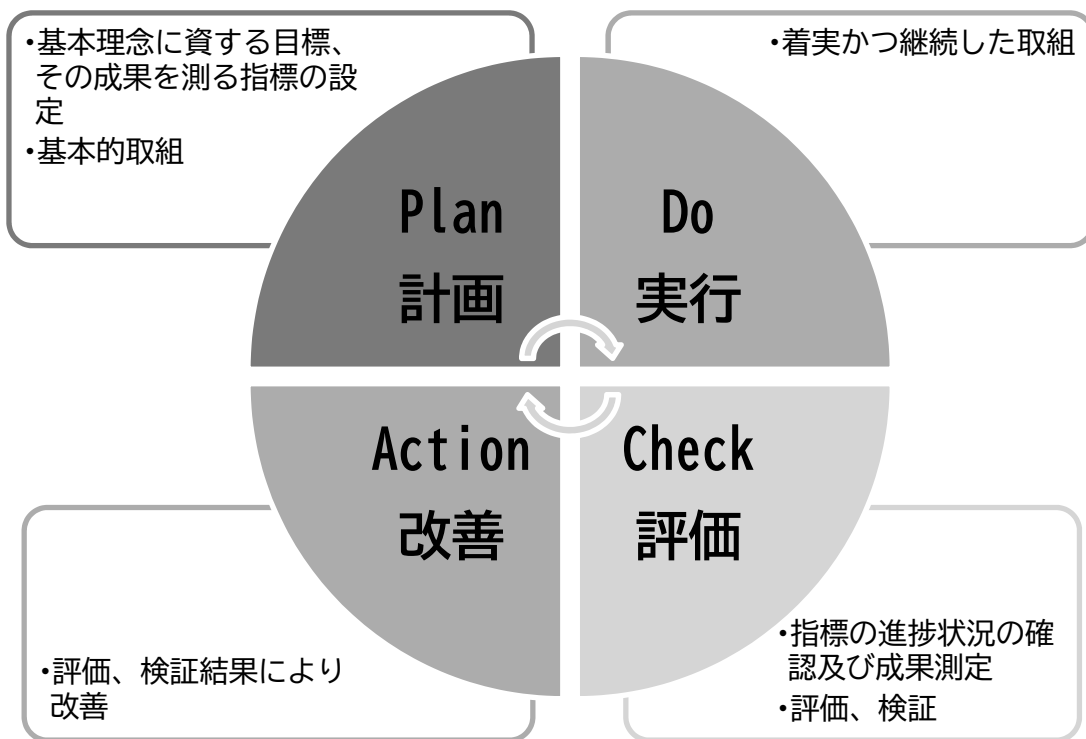 ・基本理念に資する目標、
その成果を測る指標の設
定
・基本的取組
・着実かつ継続した取組
Plan
計画
Do
実行
Action
改善
Check
評価
・評価、検証結果により
改善
・指標の進捗状況の確
認及び成果測定
・評価、検証